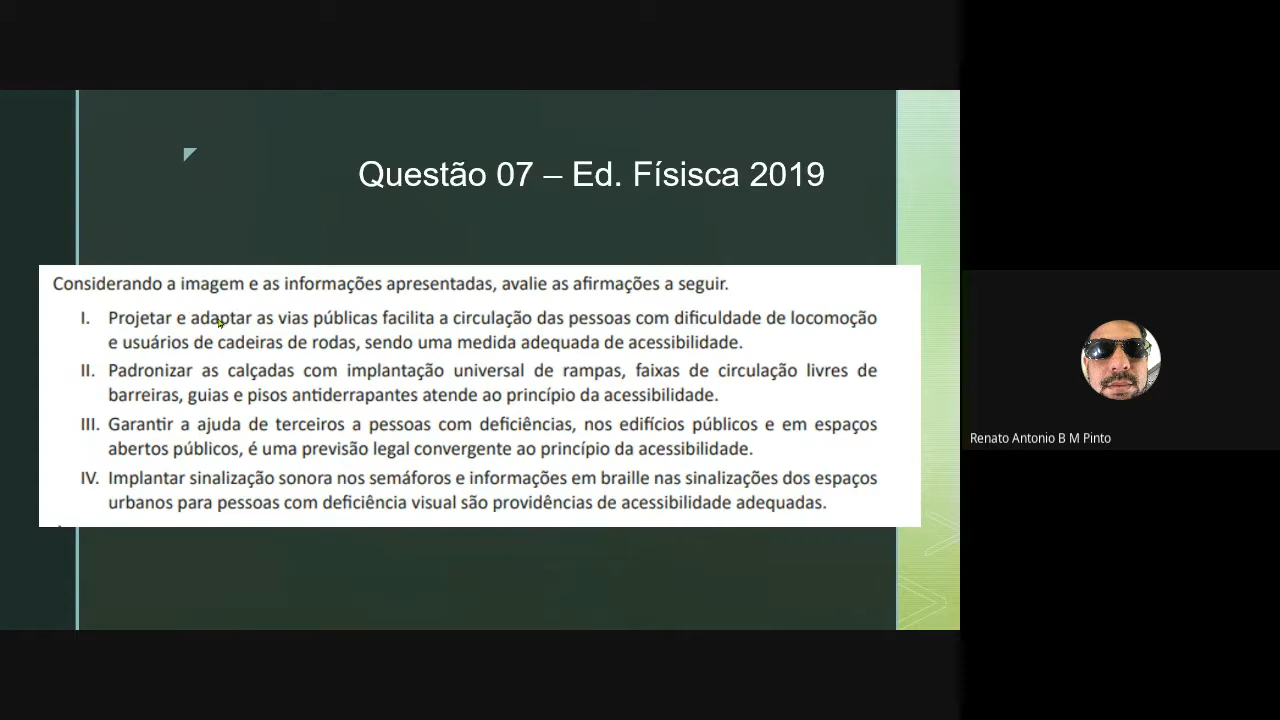 Questão 07 – Ed. Físisca 2019
Considerando a imagem e as informações apresentadas, avalie as afirmações a seguir.
I. Projetar e adaptar as vias públicas facilita a circulação das pessoas com dificuldade de locomoção
e usuários de cadeiras de rodas, sendo uma medida adequada de acessibilidade.
II. Padronizar as calçadas com implantação universal de rampas, faixas de circulação livres de
barreiras, guias e pisos antiderrapantes atende ao princípio da acessibilidade.
III. Garantir a ajuda de terceiros a pessoas com deficiências, nos edifícios públicos e em espaços
abertos públicos, é uma previsão legal convergente ao princípio da acessibilidade.
IV. Implantar sinalização sonora nos semáforos e informações em braille nas sinalizações dos espaços
urbanos para pessoas com deficiência visual são providências de acessibilidade adequadas.
Renato Antonio B M Pinto